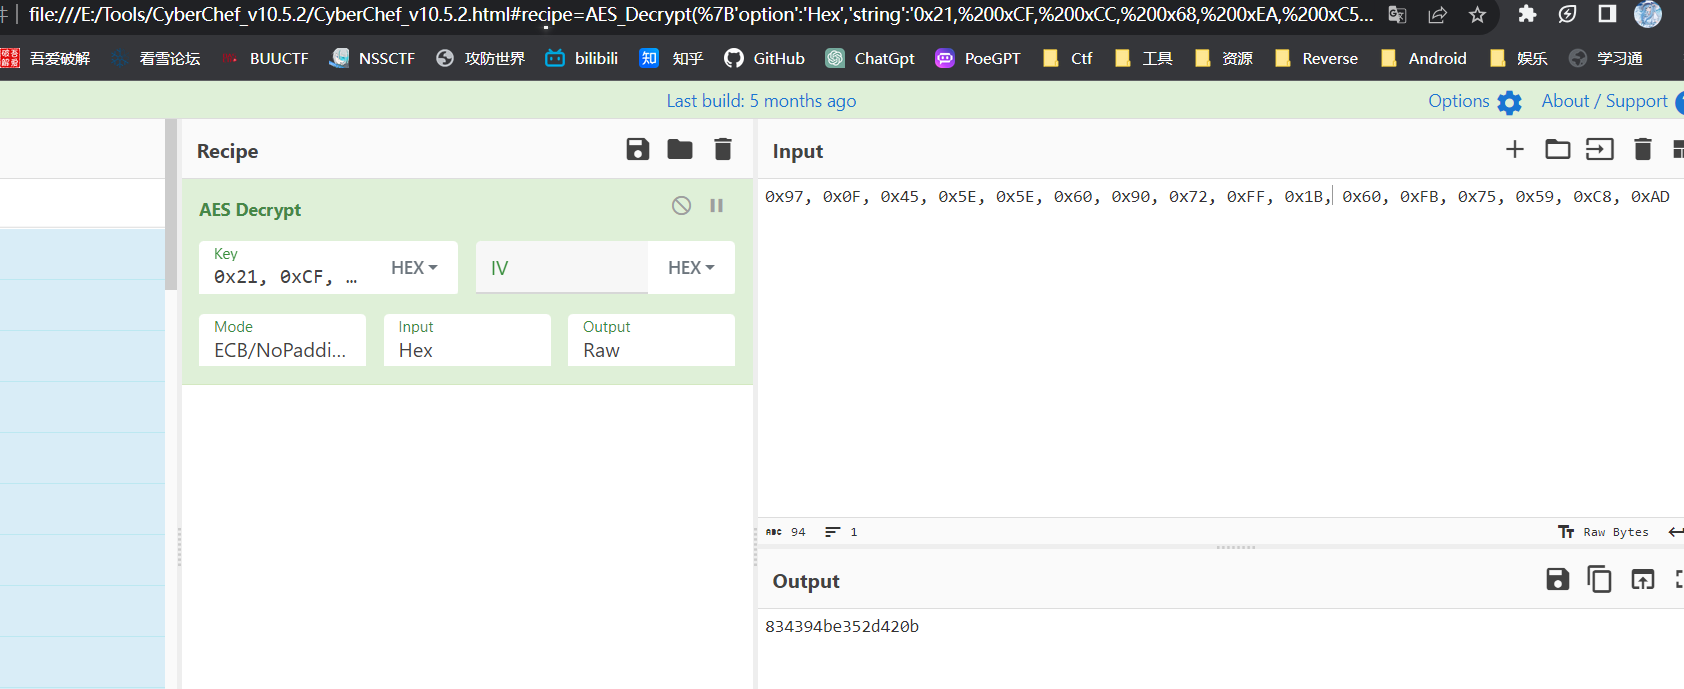 file:///E:/Tools/CyberChef_v10.5.2/CyberChef_v10.5.2.html#recipe=AES_Decrypt(%7B'option':'Hex','string':'0x21,%200xCF,%200xCC,%200x68,%200xEA,%200xC5...
吾爱破解 看雪论坛 BUUCTF NSSCTF 攻防世界 bilibili 知 知乎 GitHub ChatGpt PoeGPT Ctf 工具 资源 Reverse Android 娱乐 学习通
Last build: 5 months ago Options About / Support
Recipe
Input
AES Decrypt
0x97, 0x0F, 0x45, 0x5E, 0x5E, 0x60, 0x90, 0x72, 0xFF, 0x1B, 0x60, 0xFB, 0x75, 0x59, 0xC8, 0xAD
Key
0x21, 0xCF, …
HEX
IV
HEX
Mode
ECB/NoPaddi...
Input
Hex
Output
Raw
ABC 94 1 Tr Raw Bytes
Output
834394be352d420b